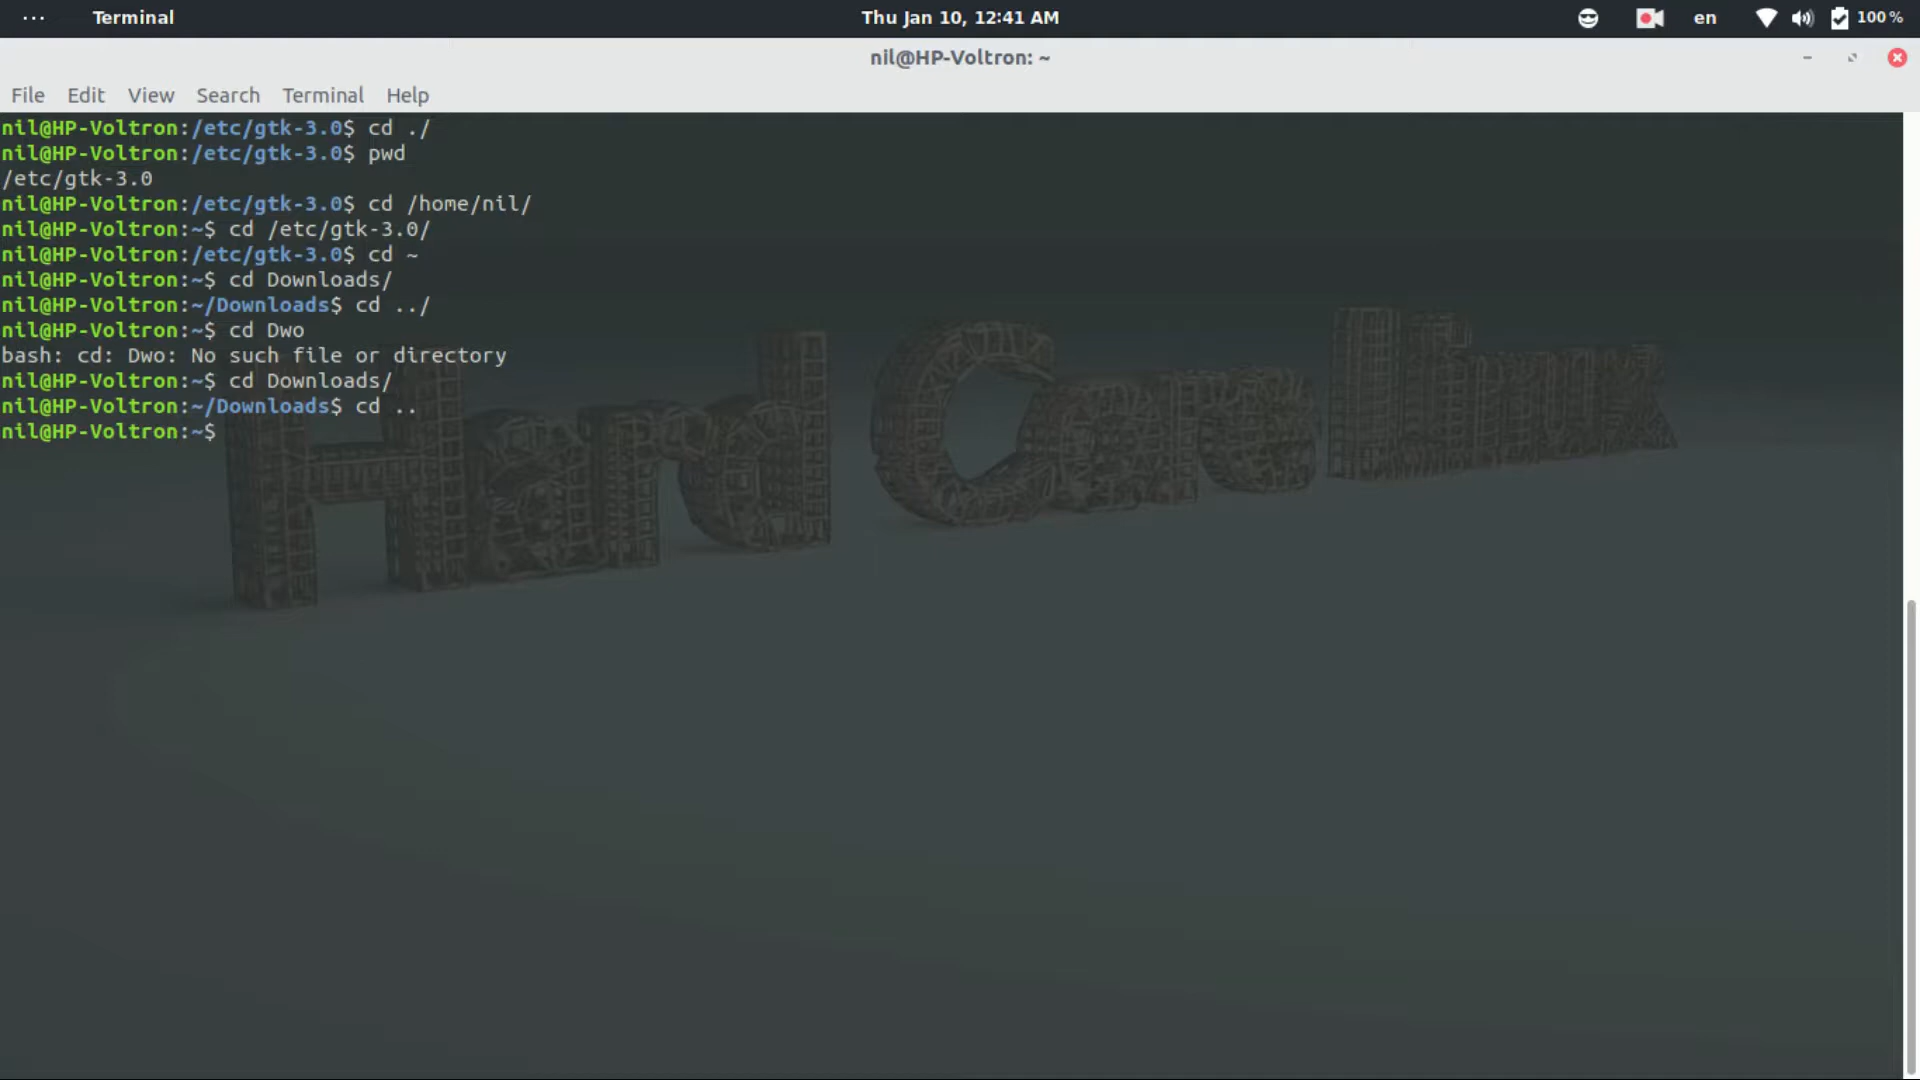 ... Terminal Thu Jan 10, 12:41 AM en 100 %
nil@HP-Voltron: ~
File Edit View Search Terminal Help
nil@HP-Voltron:/etc/gtk-3.0$ cd ./
nil@HP-Voltron:/etc/gtk-3.0$ pwd
/etc/gtk-3.0
nil@HP-Voltron:/etc/gtk-3.0$ cd /home/nil/
nil@HP-Voltron:~$ cd /etc/gtk-3.0/
nil@HP-Voltron:/etc/gtk-3.0$ cd ~
nil@HP-Voltron:~$ cd Downloads/
nil@HP-Voltron:~/Downloads$ cd ../
nil@HP-Voltron:~$ cd Dwo
bash: cd: Dwo: No such file or directory
nil@HP-Voltron:~$ cd Downloads/
nil@HP-Voltron:~/Downloads$ cd ..
nil@HP-Voltron:~$
Hard Core linux